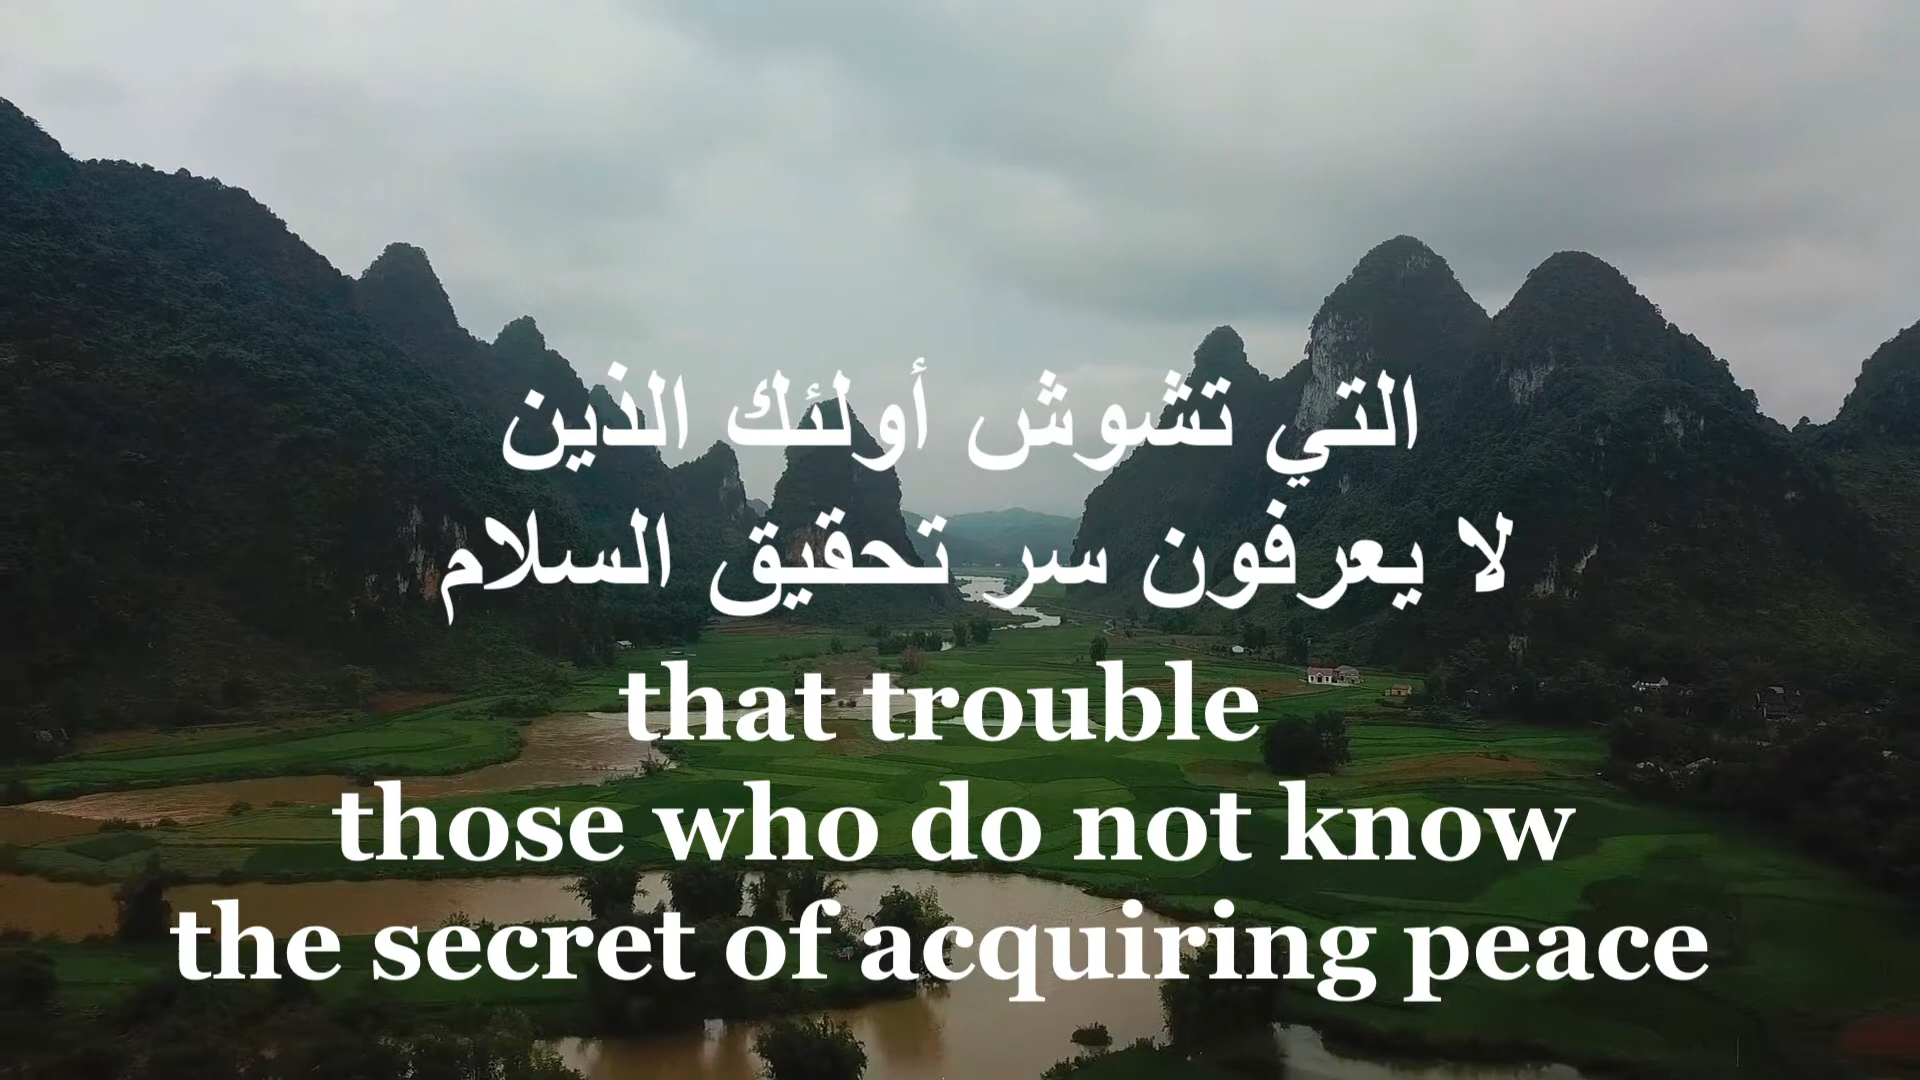 التي تشوش أولئك الذين
لا يعرفون سر تحقيق السلام
that trouble
those who do not know
the secret of acquiring peace